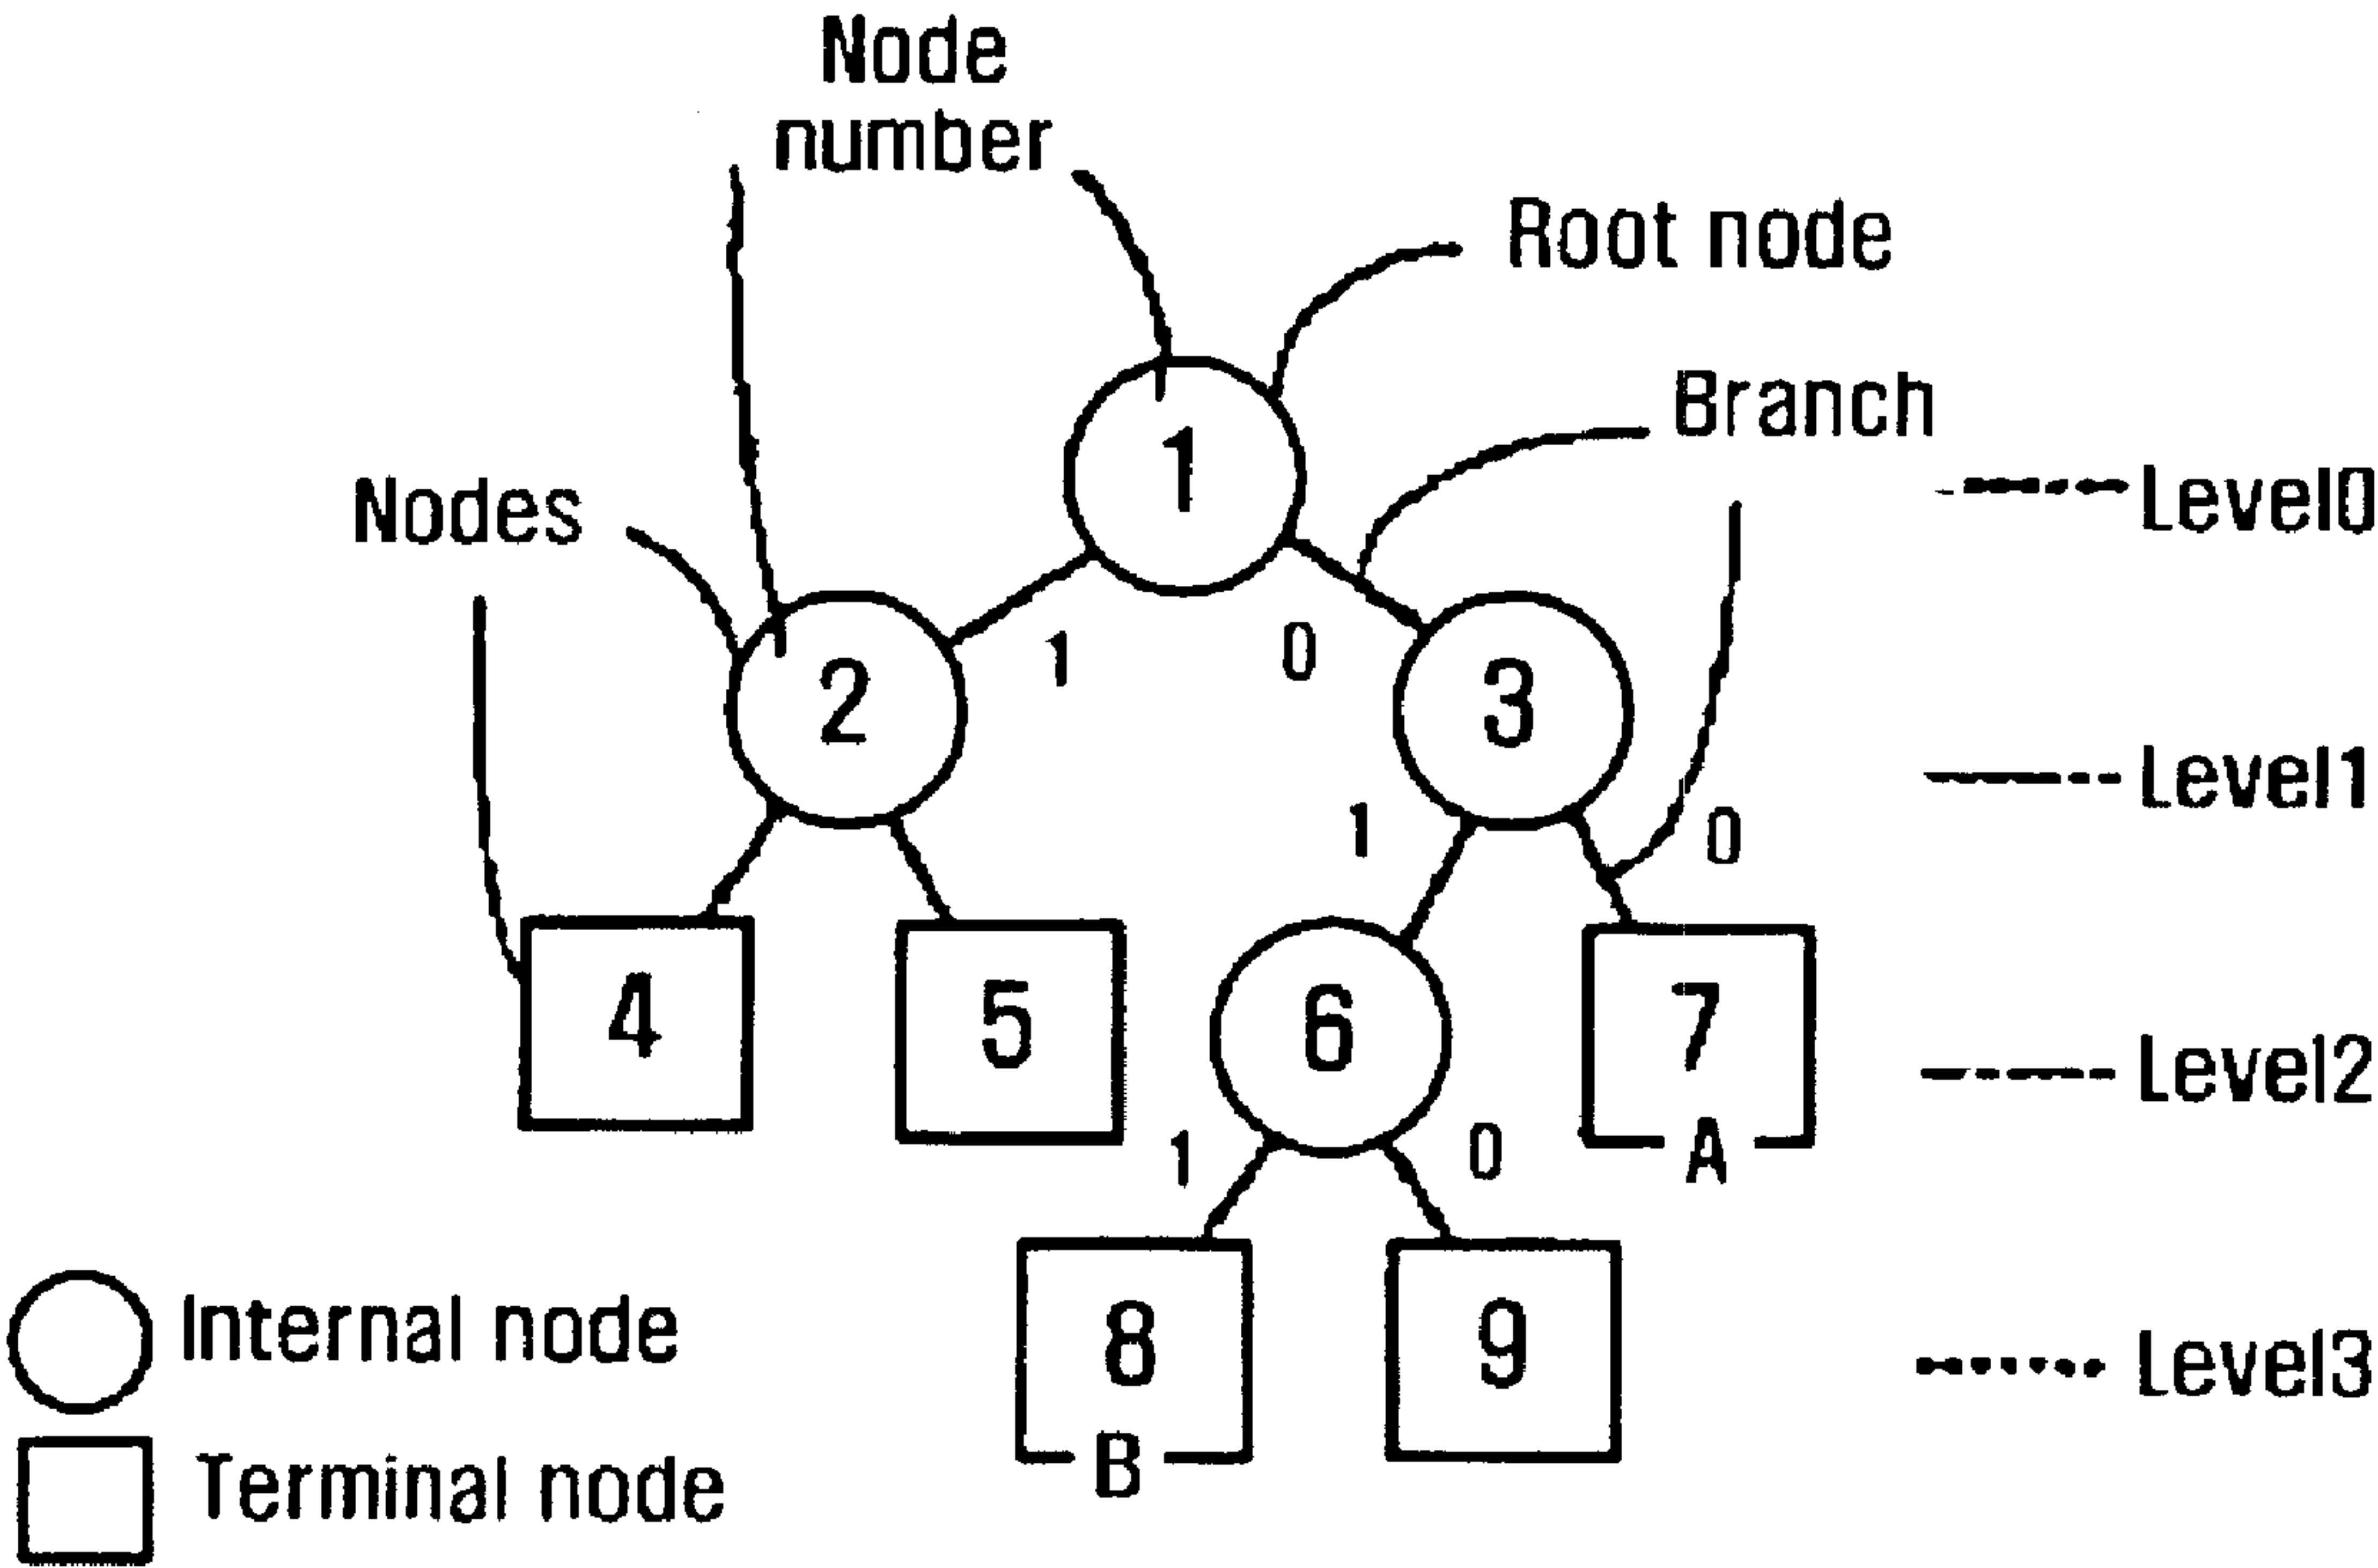 Node
number
Root node
Branch
Level0
Nodes
1
1
0
2
3
Level1
1
0
4
5
6
7
Level2
A
1
0
8
9
Level3
B
Internal node
Terminal node